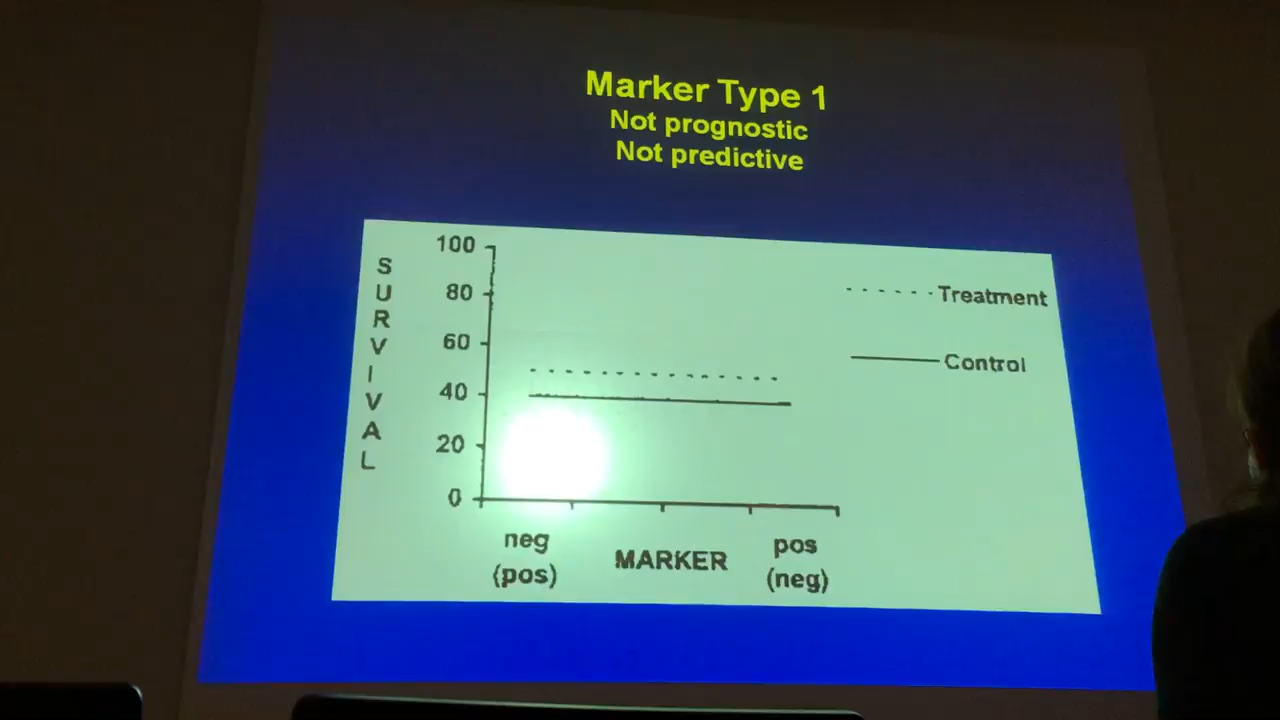 Marker Type 1
Not prognostic
Not predictive
SURVIVAL
100
80
60
40
20
0
Treatment
Control
neg
(pos)
MARKER
pos
(neg)